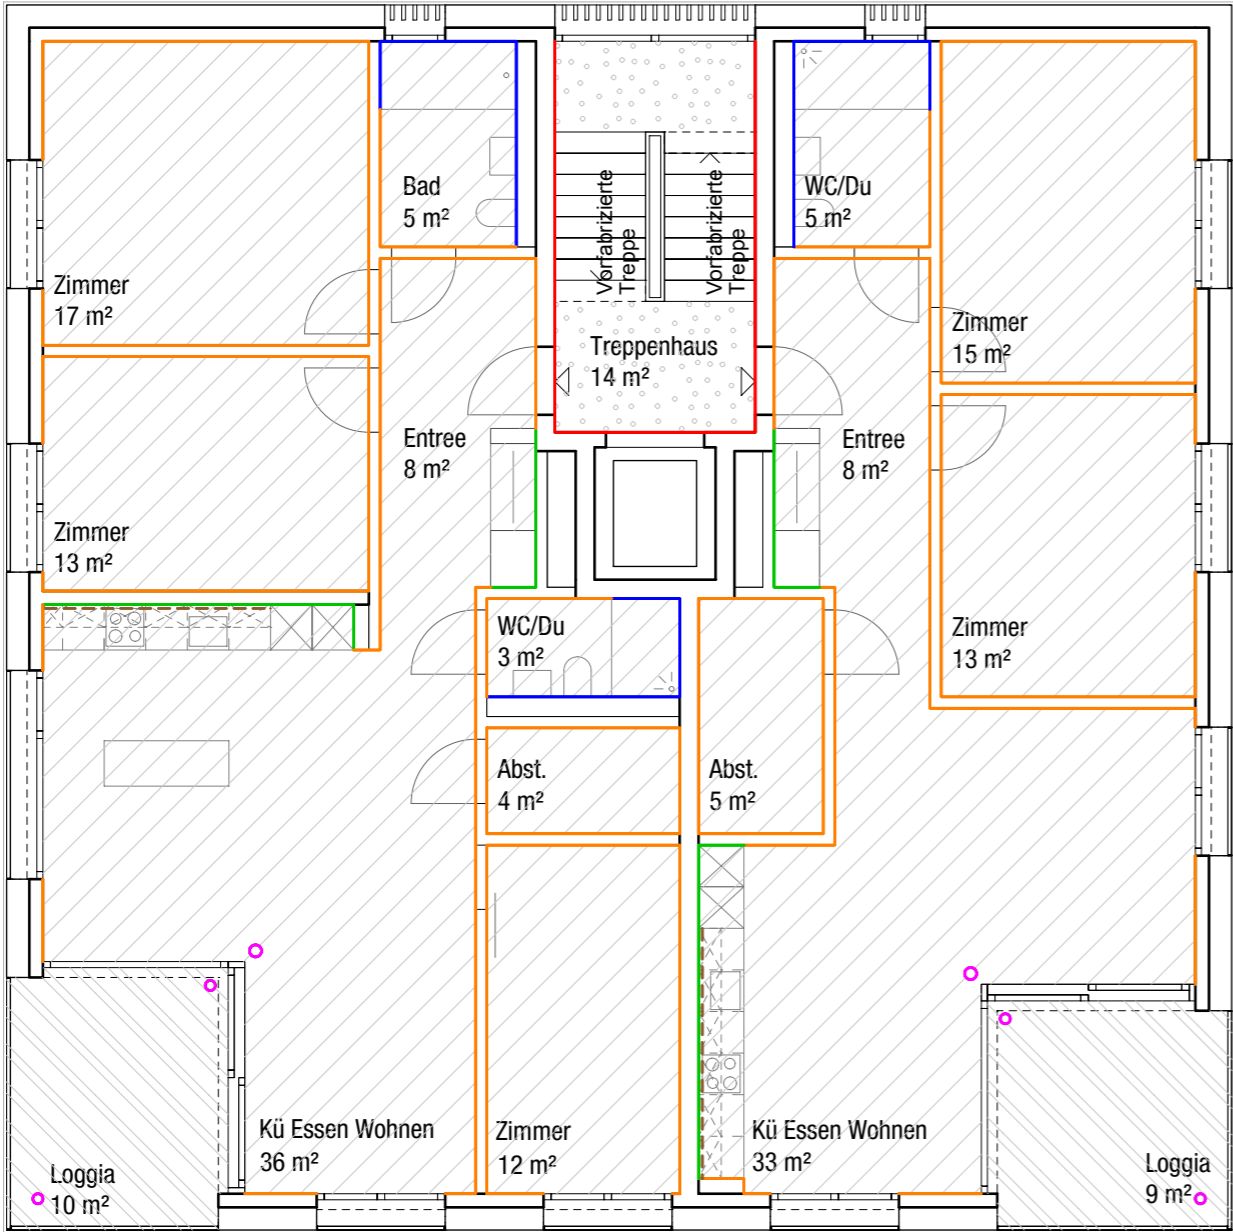 Bad
5 m²
WC/Du
5 m²
Vorfabrizierte
Treppe
Vorfabrizierte
Treppe
Zimmer
17 m²
Treppenhaus
14 m²
Zimmer
15 m²
Entree
8 m²
Entree
8 m²
Zimmer
13 m²
WC/Du
3 m²
Zimmer
13 m²
Abst.
4 m²
Abst.
5 m²
Kü Essen Wohnen
36 m²
Zimmer
12 m²
Kü Essen Wohnen
33 m²
Loggia
10 m²
Loggia
9 m²